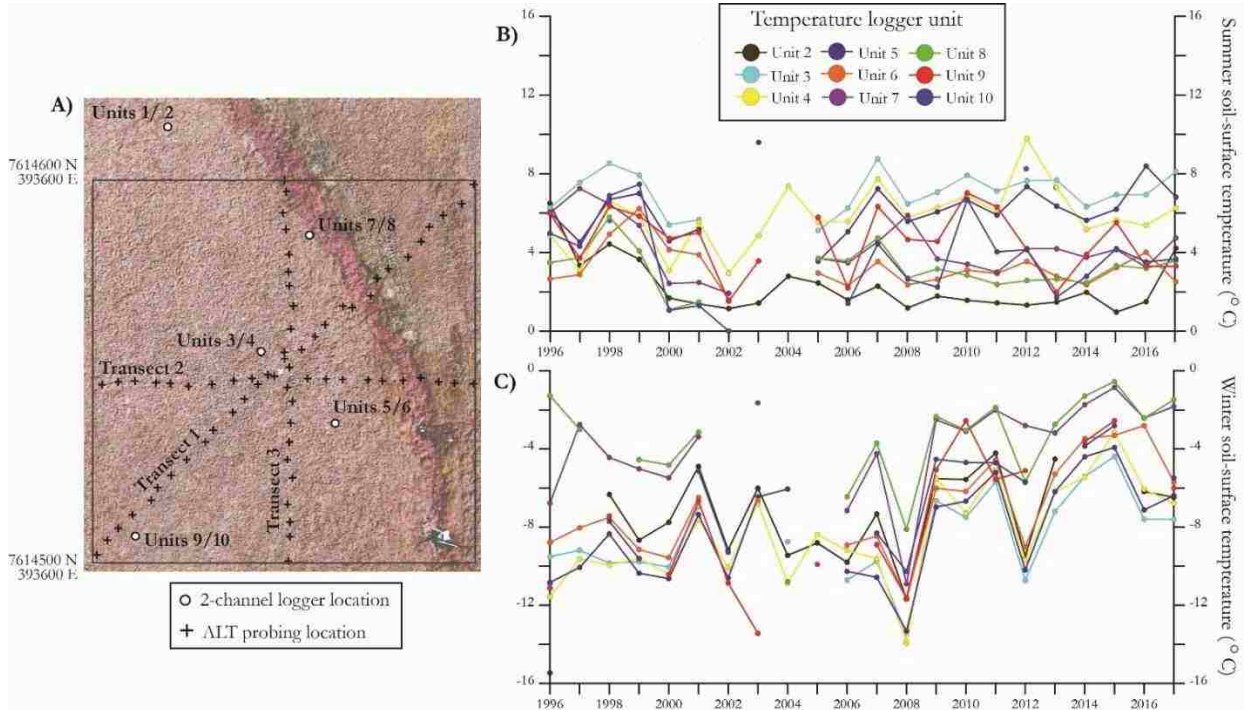 A)
Units 1/2
7614600 N
393600 E
Units 7/8
Units 3/4
Transect 2
Units 5/6
Transect 1
Transect 3
Units 9/10
7614500 N
393600 E
2-channel logger location
ALT probing location
B)
Temperature logger unit
Unit 2
Unit 5
Unit 8
Unit 3
Unit 6
Unit 9
Unit 4
Unit 7
Unit 10
16
12
8
4
0
16
12
8
4
0
Summer soil-surface tempterature (°C)
1996
1998
2000
2002
2004
2006
2008
2010
2012
2014
2016
C)
0
-4
-8
-12
-16
0
-4
-8
-12
-16
Winter soil-surface tempterature (°C)
1996
1998
2000
2002
2004
2006
2008
2010
2012
2014
2016